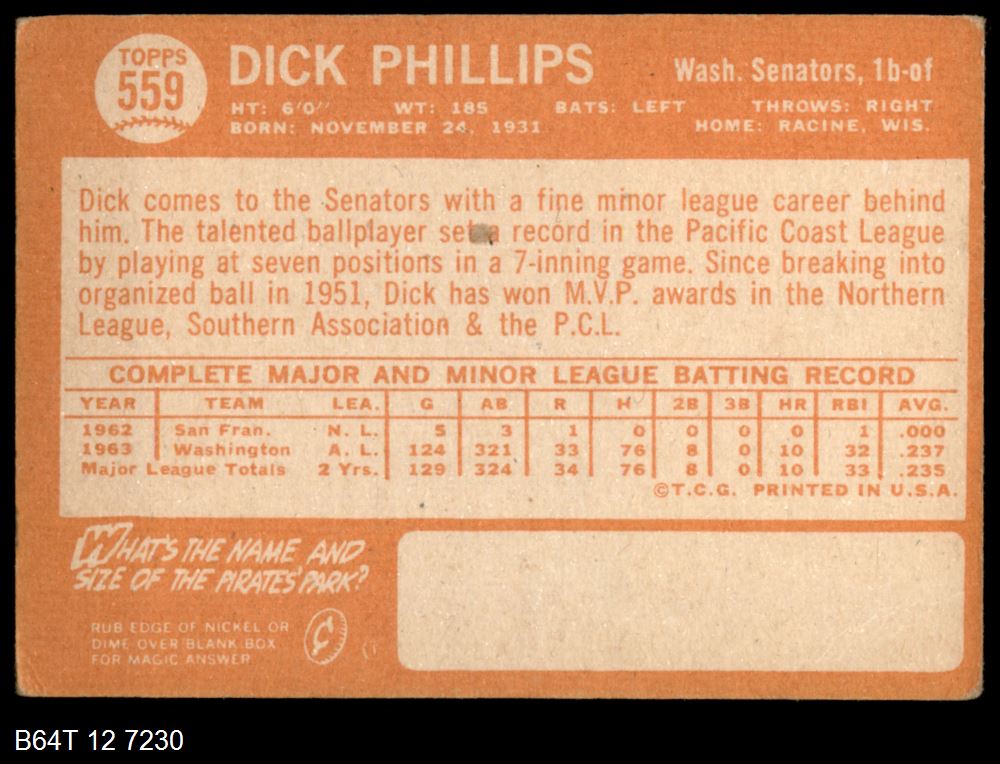 TOPPS
559
DICK PHILLIPS
Wash. Senators, 1b-of
HT: 6'0" WT: 185 BATS: LEFT THROWS: RIGHT
BORN: NOVEMBER 24, 1931 HOME: RACINE, WIS.
Dick comes to the Senators with a fine minor league career behind
him. The talented ballplayer set a record in the Pacific Coast League
by playing at seven positions in a 7-inning game. Since breaking into
organized ball in 1951, Dick has won M.V.P. awards in the Northern
League, Southern Association & the P.C.L.
COMPLETE MAJOR AND MINOR LEAGUE BATTING RECORD
YEAR TEAM LEA. G AB R H 2B 3B HR RBI AVG.
1962 San Fran. N. L. 5 3 1 0 0 0 0 1 .000
1963 Washington A. L. 124 321 33 76 8 0 10 32 .237
Major League Totals 2 Yrs. 129 324 34 76 8 0 10 33 .235
©T.C.G. PRINTED IN U.S.A.
WHAT'S THE NAME AND
SIZE OF THE PIRATES' PARK?
RUB EDGE OF NICKEL OR
DIME OVER BLANK BOX
FOR MAGIC ANSWER
B64T 12 7230